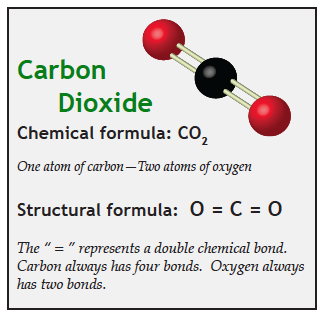 Carbon
Dioxide
Chemical formula: CO₂
One atom of carbon—Two atoms of oxygen
Structural formula: O = C = O
The “ = ” represents a double chemical bond.
Carbon always has four bonds. Oxygen always
has two bonds.